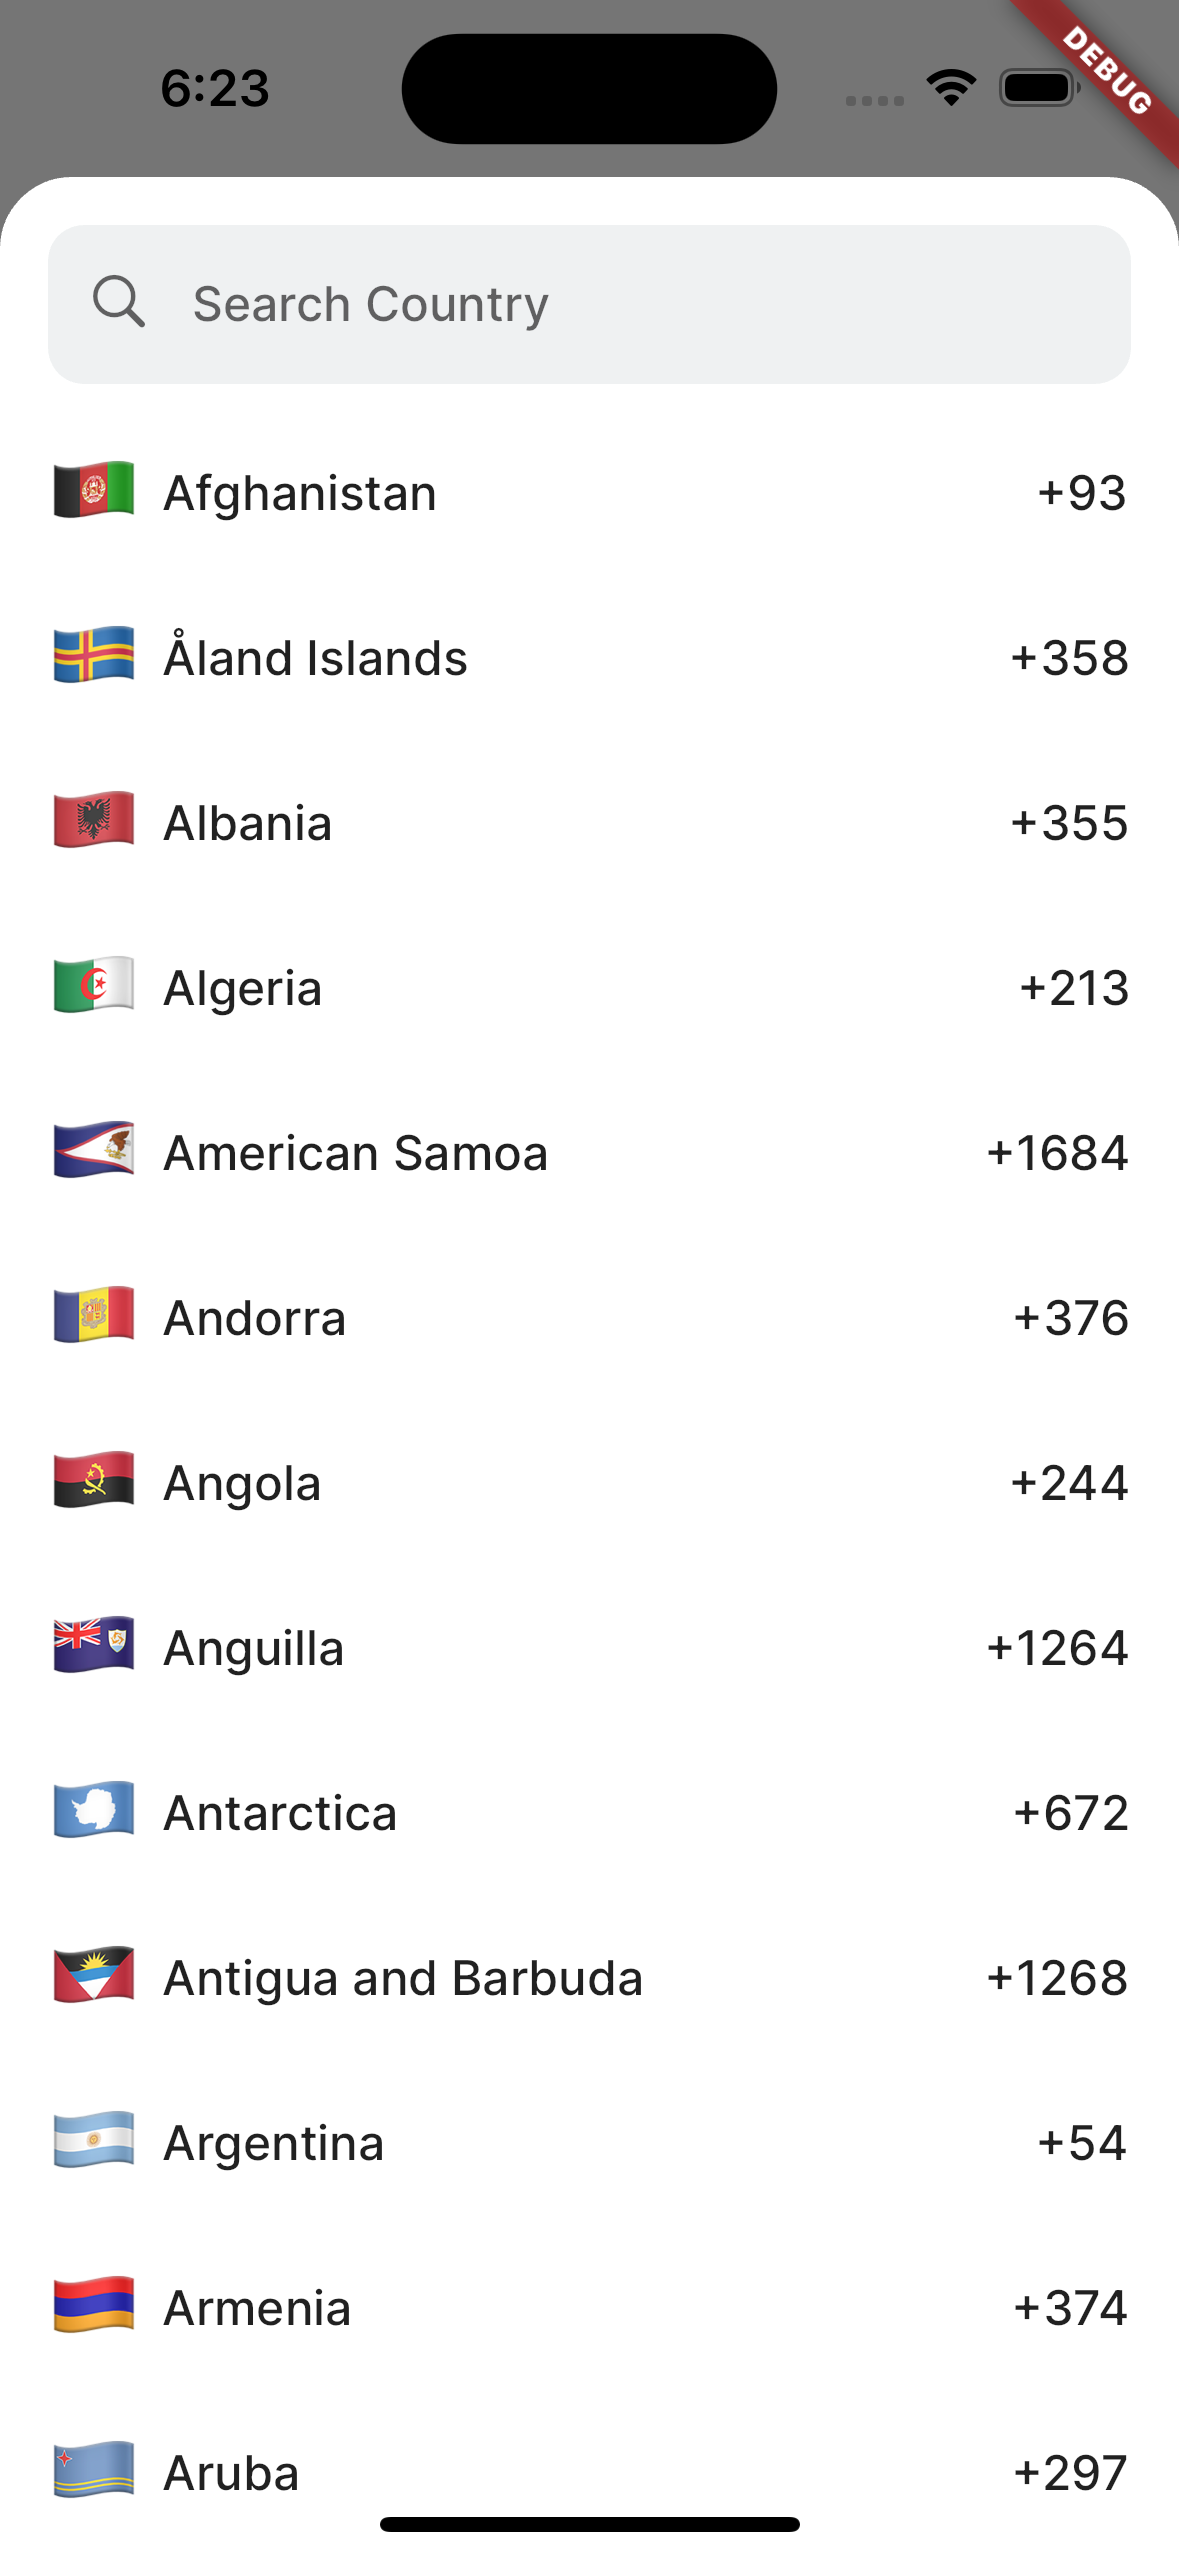 6:23
DEBUG
Search Country
Afghanistan +93
Åland Islands +358
Albania +355
Algeria +213
American Samoa +1684
Andorra +376
Angola +244
Anguilla +1264
Antarctica +672
Antigua and Barbuda +1268
Argentina +54
Armenia +374
Aruba +297